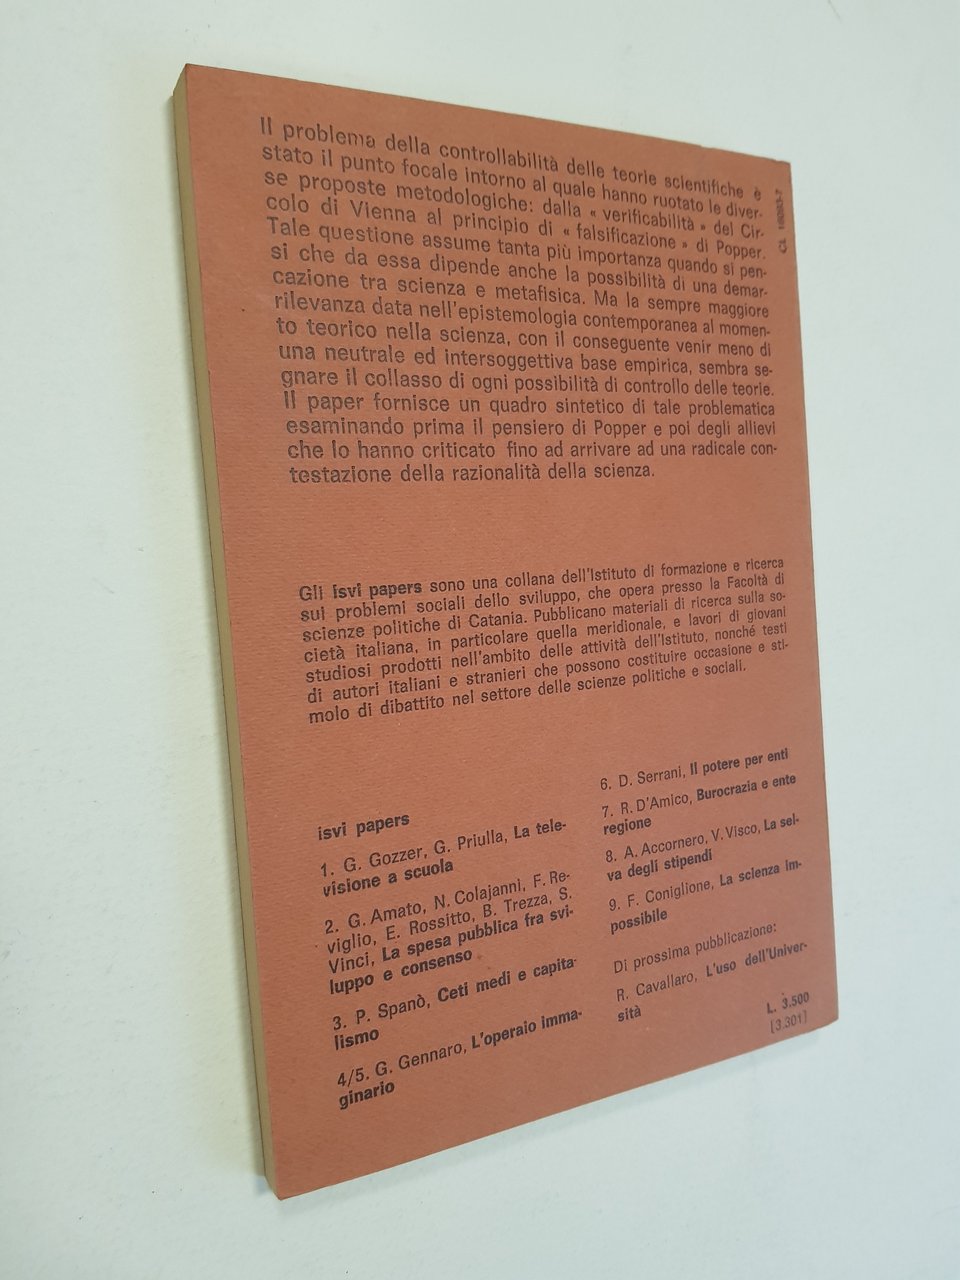 Il problema della controllabilità delle teorie scientifiche è
stato il punto focale intorno al quale hanno ruotato le diver-
se proposte metodologiche: dalla « verificabilità » del Cir-
colo di Vienna al principio di « falsificazione » di Popper.
Tale questione assume tanta più importanza quando si pen-
si che da essa dipende anche la possibilità di una demar-
cazione tra scienza e metafisica. Ma la sempre maggiore
rilevanza data nell'epistemologia contemporanea al momen-
to teorico nella scienza, con il conseguente venir meno di
una neutrale ed intersoggettiva base empirica, sembra se-
gnare il collasso di ogni possibilità di controllo delle teorie.
Il paper fornisce un quadro sintetico di tale problematica
esaminando prima il pensiero di Popper e poi degli allievi
che lo hanno criticato fino ad arrivare ad una radicale con-
testazione della razionalità della scienza.
Gli isvi papers sono una collana dell'Istituto di formazione e ricerca
sui problemi sociali dello sviluppo, che opera presso la Facoltà di
scienze politiche di Catania. Pubblicano materiali di ricerca sulla so-
cietà italiana, in particolare quella meridionale, e lavori di giovani
studiosi prodotti nell'ambito delle attività dell'Istituto, nonché testi
di autori italiani e stranieri che possono costituire occasione e sti-
molo di dibattito nel settore delle scienze politiche e sociali.
isvi papers
1. G. Gozzer, G. Priulla, La tele-
visione a scuola
2. G. Amato, N. Colajanni, F. Re-
viglio, E. Rossitto, B. Trezza, S.
Vinci, La spesa pubblica fra svi-
luppo e consenso
3. P. Spanò, Ceti medi e capita-
lismo
4/5. G. Gennaro, L'operaio imma-
ginario
6. D. Serrani, Il potere per enti
7. R. D'Amico, Burocrazia e ente
regione
8. A. Accornero, V. Visco, La sel-
va degli stipendi
9. F. Coniglione, La scienza im-
possibile
Di prossima pubblicazione:
R. Cavallaro, L'uso dell'Univer-
sità
L. 3.500
[3.301]